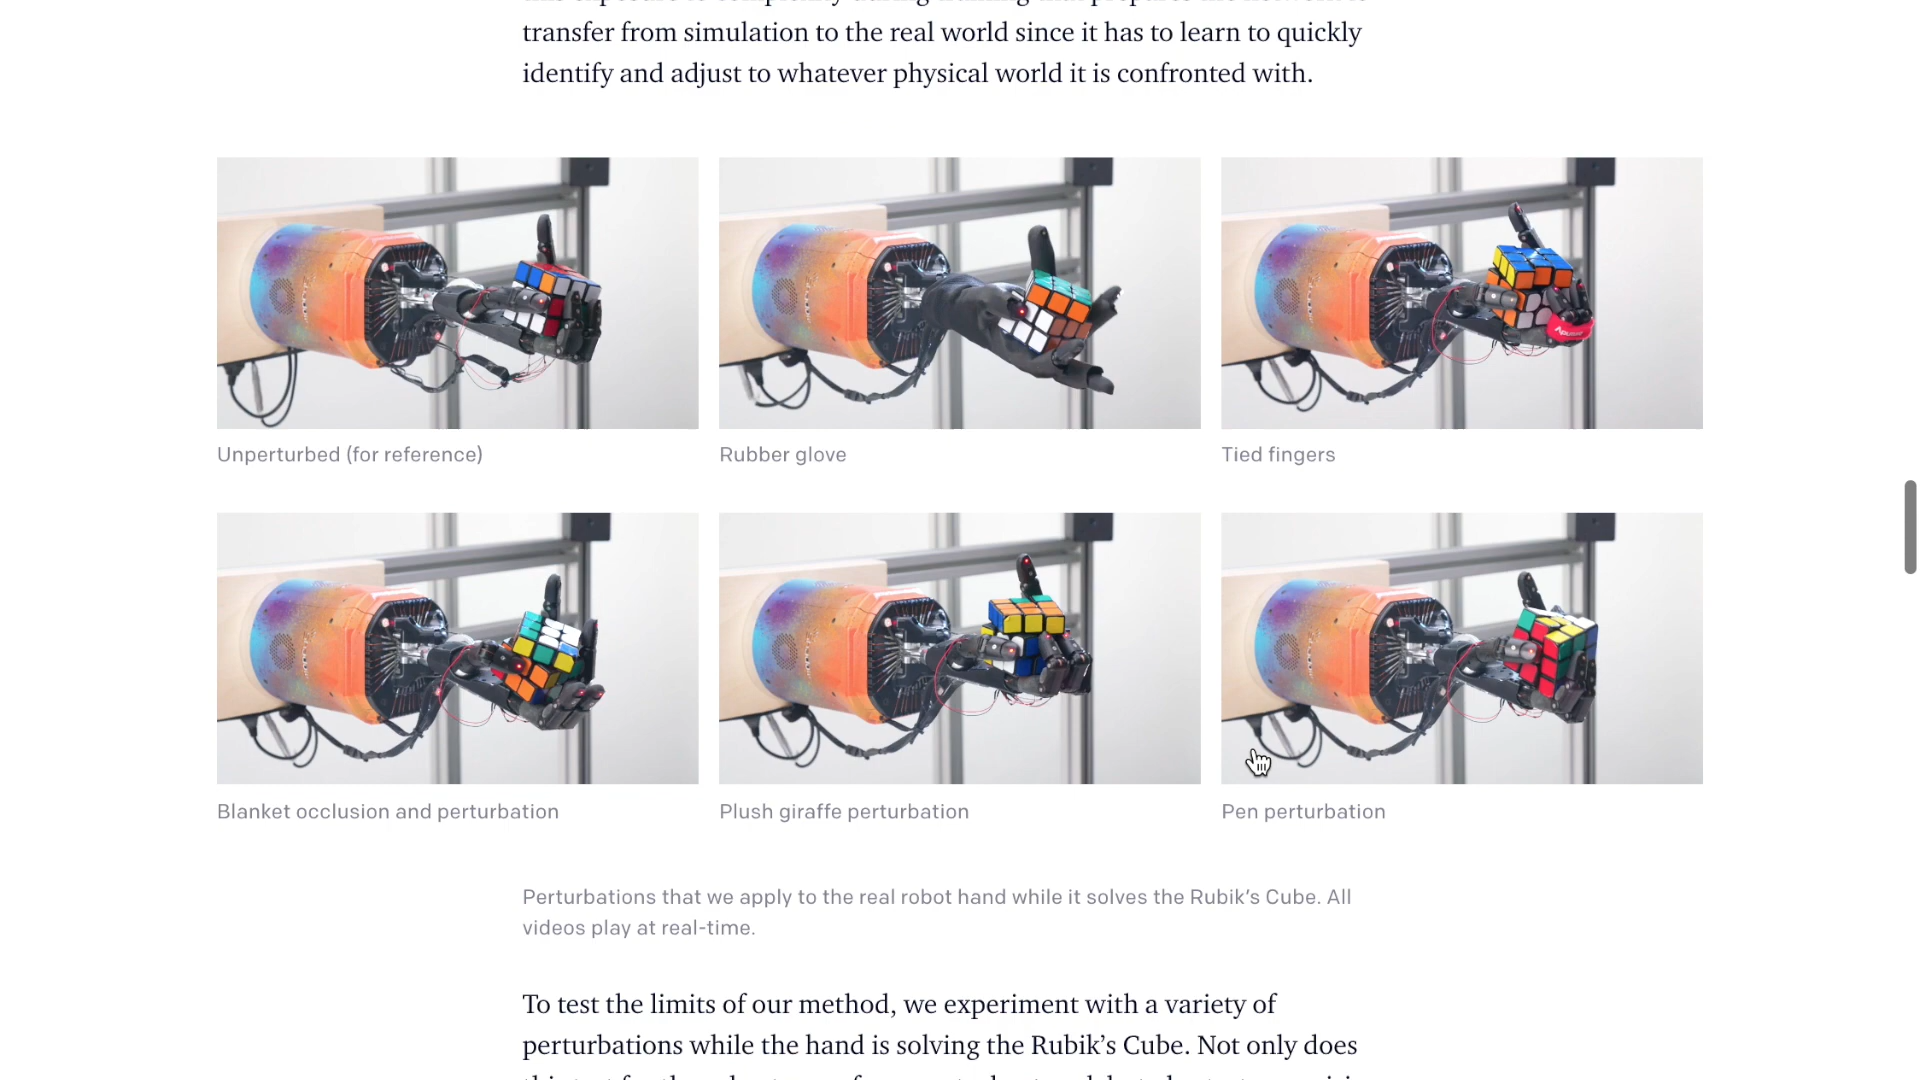 transfer from simulation to the real world since it has to learn to quickly
identify and adjust to whatever physical world it is confronted with.
Unperturbed (for reference)
Rubber glove
Tied fingers
Blanket occlusion and perturbation
Plush giraffe perturbation
Pen perturbation
Perturbations that we apply to the real robot hand while it solves the Rubik’s Cube. All
videos play at real-time.
To test the limits of our method, we experiment with a variety of
perturbations while the hand is solving the Rubik’s Cube. Not only does